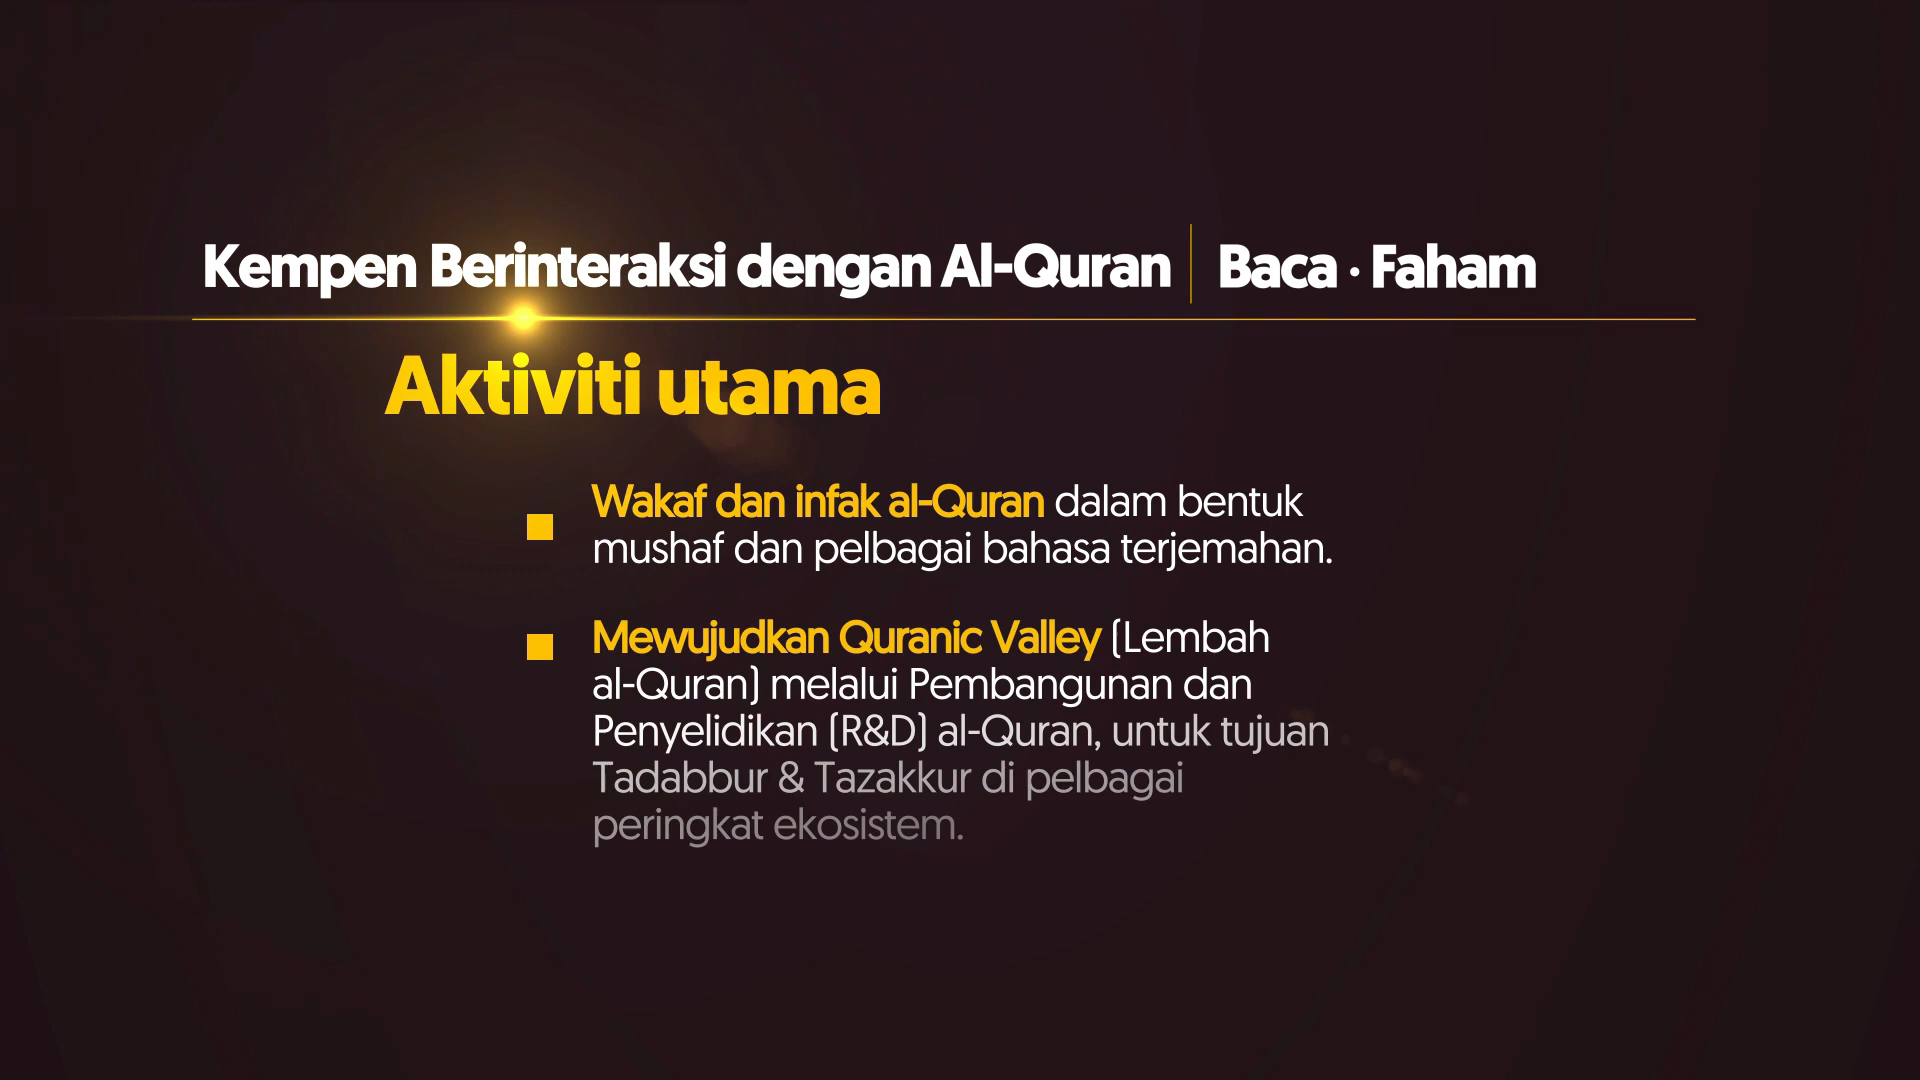 Kempen Berinteraksi dengan Al-Quran | Baca · Faham
Aktiviti utama
Wakaf dan infak al-Quran dalam bentuk
mushaf dan pelbagai bahasa terjemahan.
Mewujudkan Quranic Valley (Lembah
al-Quran) melalui Pembangunan dan
Penyelidikan (R&D) al-Quran, untuk tujuan
Tadabbur & Tazakkur di pelbagai
peringkat ekosistem.